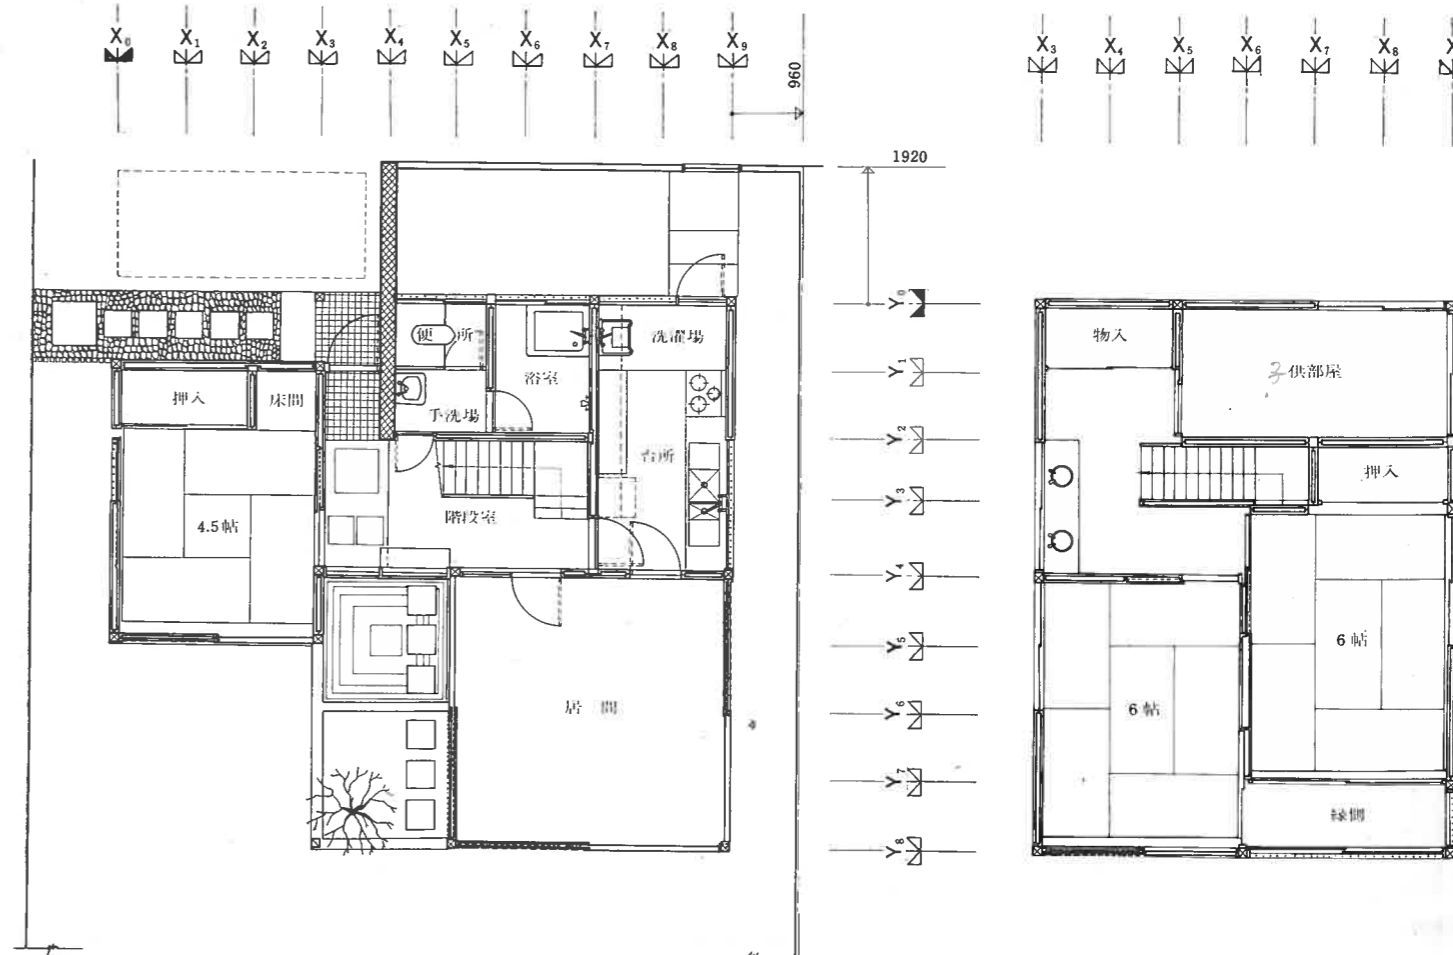 X₀ X₁ X₂ X₃ X₄ X₅ X₆ X₇ X₈ X₉
960
1920
Y₀
Y₁
Y₂
Y₃
Y₄
Y₅
Y₆
Y₇
Y₈
便所
浴室
洗濯場
押入
床間
手洗場
台所
4.5帖
階段室
居間
X₃ X₄ X₅ X₆ X₇ X₈ X
物入
子供部屋
押入
6帖
6帖
縁側